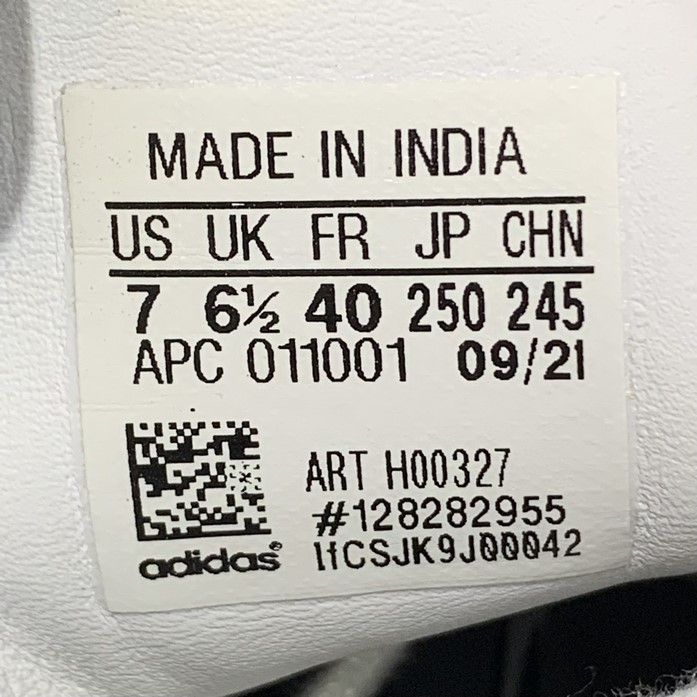 MADE IN INDIA
US UK FR JP CHN
7 6½ 40 250 245
APC 011001 09/21
ART H00327
#128282955
1fCSJK9J00042
adidas®